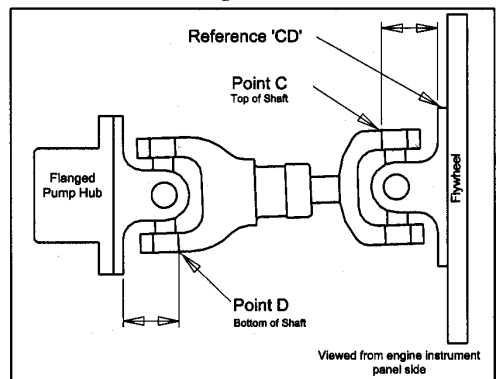 Reference 'CD'
Point C
Top of Shaft
Flanged
Pump Hub
Flywheel
Point D
Bottom of Shaft
Viewed from engine instrument
panel side